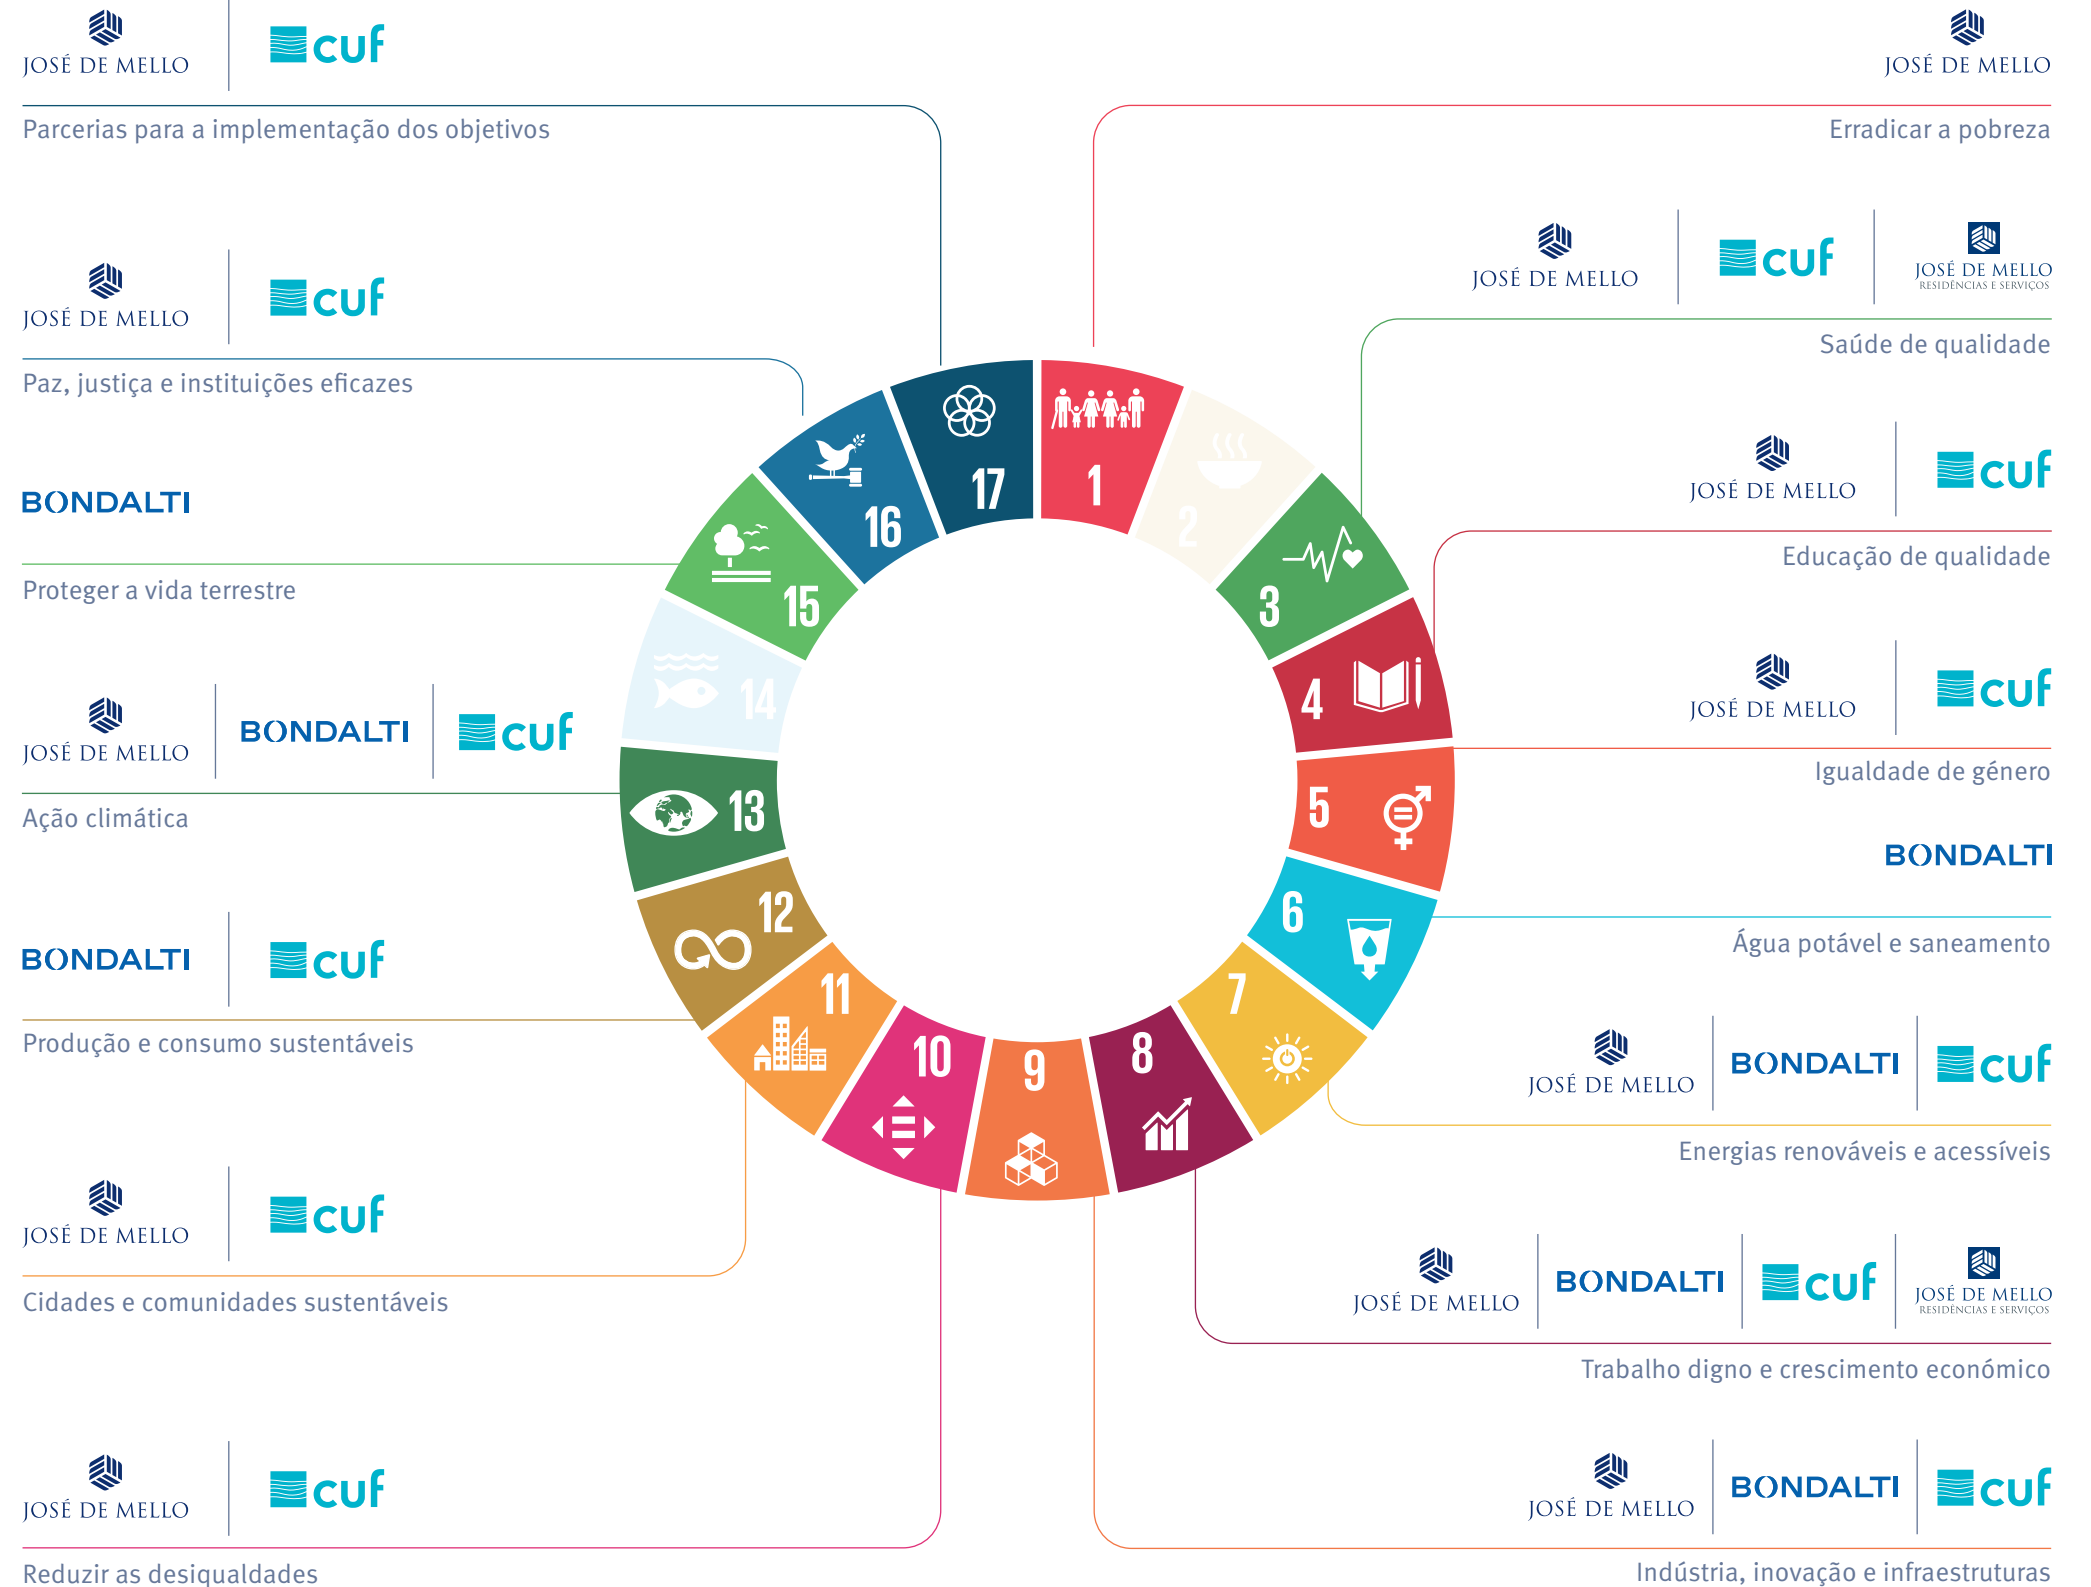 JOSÉ DE MELLO
cuf
Parcerias para a implementação dos objetivos
JOSÉ DE MELLO
cuf
Paz, justiça e instituições eficazes
BONDALTI
Proteger a vida terrestre
JOSÉ DE MELLO
BONDALTI
cuf
Ação climática
BONDALTI
cuf
Produção e consumo sustentáveis
JOSÉ DE MELLO
cuf
Cidades e comunidades sustentáveis
JOSÉ DE MELLO
cuf
Reduzir as desiqualdades
17
1
2
3
4
5
6
7
8
9
10
11
12
13
14
15
16
JOSÉ DE MELLO
Erradicar a pobreza
JOSÉ DE MELLO
cuf
JOSÉ DE MELLO
RESIDÊNCIAS E SERVIÇOS
Saúde de qualidade
JOSÉ DE MELLO
cuf
Educação de qualidade
JOSÉ DE MELLO
cuf
Igualdade de género
BONDALTI
Água potável e saneamento
JOSÉ DE MELLO
BONDALTI
cuf
Energias renováveis e acessíveis
JOSÉ DE MELLO
BONDALTI
cuf
JOSÉ DE MELLO
RESIDÊNCIAS E SERVIÇOS
Trabalho digno e crescimento económico
JOSÉ DE MELLO
BONDALTI
cuf
Indústria, inovação e infraestruturas